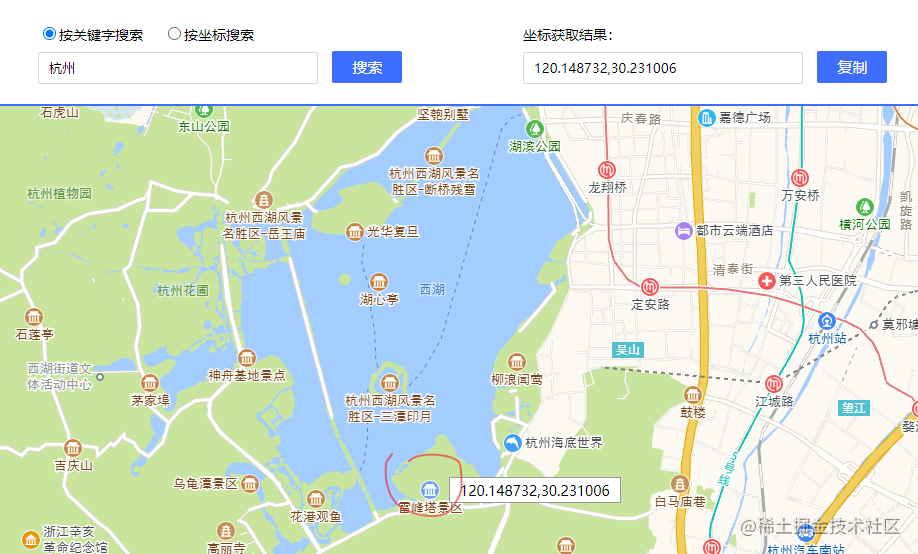 按关键字搜索
按坐标搜索
坐标获取结果：
杭州
搜索
120.148732,30.231006
复制
石虎山
东山公园
坚匏别墅
湖滨公园
庆春路
嘉德广场
杭州西湖风景名
胜区-断桥残雪
龙翔桥
万安桥
杭州植物园
凯旋路
杭州西湖风景
名胜区-岳王庙
光华复旦
都市云端酒店
横河公园
清泰街
杭州花圃
湖心亭
西湖
定安路
第三人民医院
石莲亭
杭州站
莫邪塘
吴山
西湖街道文
体活动中心
神舟基地景点
柳浪闻莺
茅家埠
杭州西湖风景名
胜区-三潭印月
鼓楼
江城路
望江
吉庆山
杭州海底世界
5号线
乌龟潭景区
120.148732,30.231006
花港观鱼
雷峰塔景区
白马庙巷
浙江辛亥
革命纪念馆
高丽寺
@稀土掘金技术社区
杭州汽车南站